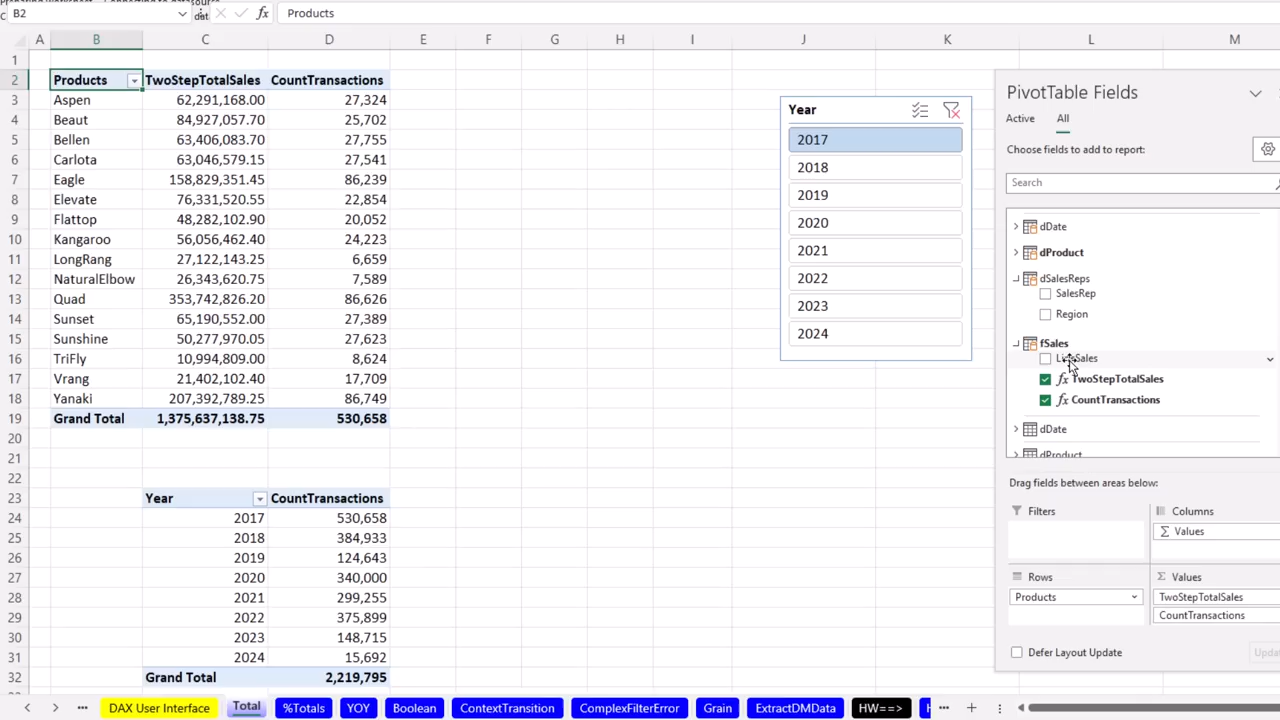 B2 Products
A B C D E F G H I J K L M
1
2 Products TwoStepTotalSales CountTransactions
3 Aspen 62,291,168.00 27,324
4 Beaut 84,927,057.70 25,702
5 Bellen 63,406,083.70 27,755
6 Carlota 63,046,579.15 27,541
7 Eagle 158,829,351.45 86,239
8 Elevate 76,331,520.55 22,854
9 Flattop 48,282,102.90 20,052
10 Kangaroo 56,056,462.40 24,223
11 LongRang 27,122,143.25 6,659
12 NaturalElbow 26,343,620.75 7,589
13 Quad 353,742,826.20 86,626
14 Sunset 65,190,552.00 27,389
15 Sunshine 50,277,970.05 27,623
16 TriFly 10,994,809.00 8,624
17 Vrang 21,402,102.40 17,709
18 Yanaki 207,392,789.25 86,749
19 Grand Total 1,375,637,138.75 530,658
20
21
22
23 Year CountTransactions
24 2017 530,658
25 2018 384,933
26 2019 124,643
27 2020 340,000
28 2021 299,255
29 2022 375,899
30 2023 148,715
31 2024 15,692
32 Grand Total 2,219,795
Year
2017
2018
2019
2020
2021
2022
2023
2024
PivotTable Fields
Active All
Choose fields to add to report:
Search
dDate
dProduct
dSalesReps
SalesRep
Region
fSales
fx TwoStepTotalSales
fx CountTransactions
dDate
dProduct
Drag fields between areas below:
Filters
Columns
Σ Values
Rows
Products
Σ Values
TwoStepTotalSales
CountTransactions
Defer Layout Update
DAX User Interface Total %Totals YOY Boolean ContextTransition ComplexFilterError Grain ExtractDMData HW==>